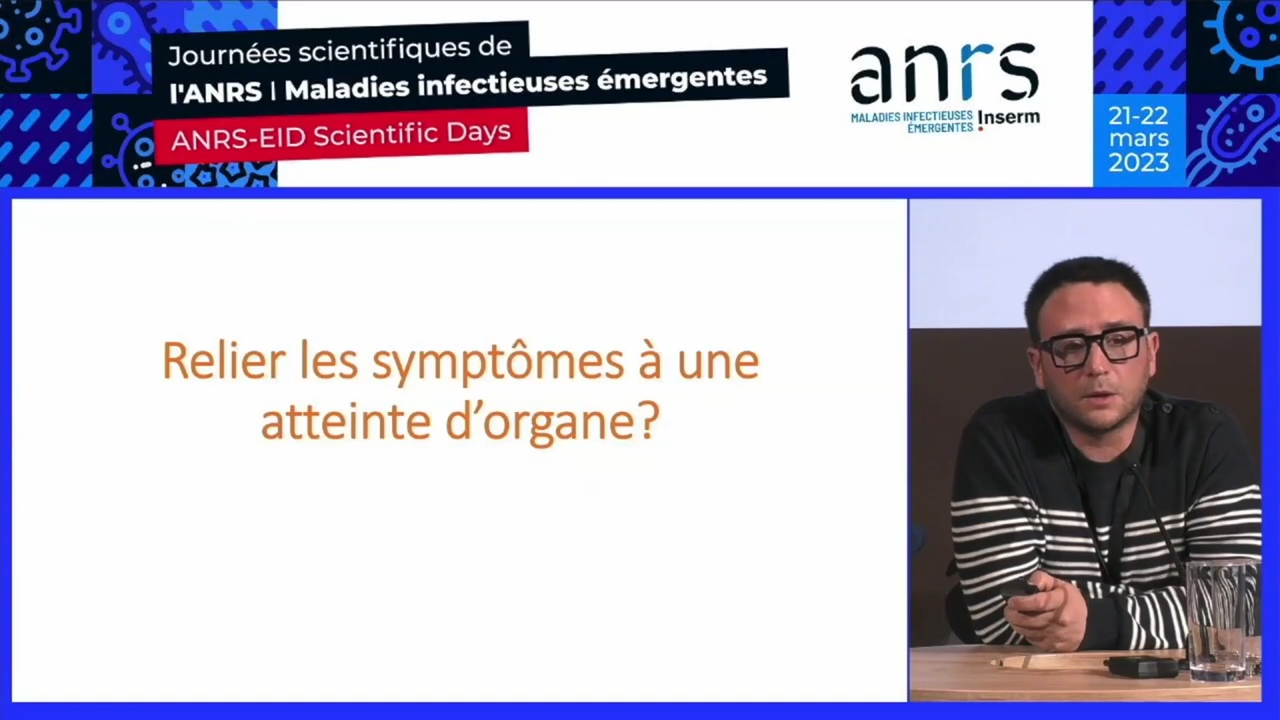 Journées scientifiques de
l'ANRS | Maladies infectieuses émergentes
ANRS-EID Scientific Days
anrs
MALADIES INFECTIEUSES
ÉMERGENTES Inserm
21-22
mars
2023
Relier les symptômes à une
atteinte d’organe?